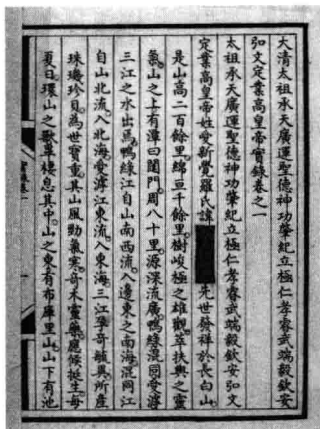 大清太祖承天廣運聖德神功肇紀立極仁孝睿武端毅欽安
弘文定業高皇帝實錄卷之一
太祖承天廣運聖德神功肇紀立極仁孝睿武端毅欽安弘文
定業高皇帝姓愛新覺羅氏諱 先世發祥於長白山
是山高二百餘里綿亘千餘里樹峻極之雄觀萃扶輿之靈
氣山之上有潭曰闥門周八十里源深流廣鴨綠混同愛滹
三江之水出焉鴨綠江自山南西流入遼東之南海混同江
自山北流入北海愛滹江東流入東海三江孕奇毓異所產
珠璣珍貝為世寶重其山風勁氣寒奇木靈藥應候挺生每
夏日環山之獸畢棲息其中山之東有布庫里山山下有池